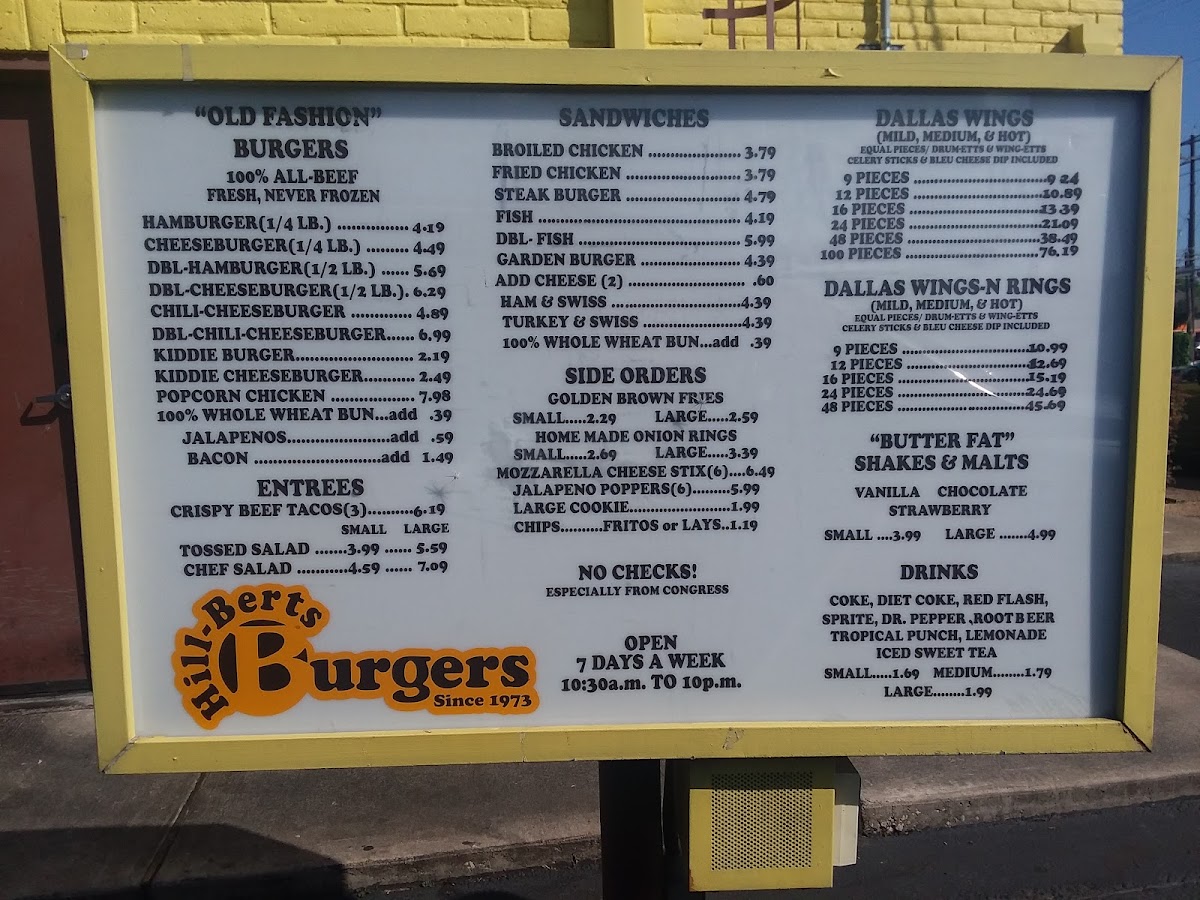 "OLD FASHION"
BURGERS
100% ALL-BEEF
FRESH, NEVER FROZEN
HAMBURGER(1/4 LB.) .............. 4.19
CHEESEBURGER(1/4 LB.) ......... 4.49
DBL-HAMBURGER(1/2 LB.) ...... 5.69
DBL-CHEESEBURGER(1/2 LB.). 6.29
CHILI-CHEESEBURGER ............ 4.89
DBL-CHILI-CHEESEBURGER...... 6.99
KIDDIE BURGER......................... 2.19
KIDDIE CHEESEBURGER........... 2.49
POPCORN CHICKEN ................. 7.98
100% WHOLE WHEAT BUN...add .39
JALAPENOS......................add .59
BACON ............................add 1.49
ENTREES
CRISPY BEEF TACOS(3)..........6.19
SMALL LARGE
TOSSED SALAD .......3.99 ...... 5.59
CHEF SALAD ...........4.59 ...... 7.09
Hill-Berts
Burgers
Since 1973
SANDWICHES
BROILED CHICKEN ..................... 3.79
FRIED CHICKEN ......................... 3.79
STEAK BURGER ......................... 4.79
FISH ............................................ 4.19
DBL- FISH ................................... 5.99
GARDEN BURGER ...................... 4.39
ADD CHEESE (2) ......................... .60
HAM & SWISS ............................4.39
TURKEY & SWISS ......................4.39
100% WHOLE WHEAT BUN...add .39
SIDE ORDERS
GOLDEN BROWN FRIES
SMALL.....2.29 LARGE.....2.59
HOME MADE ONION RINGS
SMALL.....2.69 LARGE.....3.39
MOZZARELLA CHEESE STIX(6)....6.49
JALAPENO POPPERS(6).........5.99
LARGE COOKIE......................1.99
CHIPS..........FRITOS or LAYS..1.19
NO CHECKS!
ESPECIALLY FROM CONGRESS
OPEN
7 DAYS A WEEK
10:30a.m. TO 10p.m.
DALLAS WINGS
(MILD, MEDIUM, & HOT)
EQUAL PIECES/ DRUM-ETTS & WING-ETTS
CELERY STICKS & BLEU CHEESE DIP INCLUDED
9 PIECES ..................................9 24
12 PIECES .................................10.89
16 PIECES .................................13 39
24 PIECES .................................21.09
48 PIECES .................................38.49
100 PIECES ...............................76.19
DALLAS WINGS-N RINGS
(MILD, MEDIUM, & HOT)
EQUAL PIECES/ DRUM-ETTS & WING-ETTS
CELERY STICKS & BLEU CHEESE DIP INCLUDED
9 PIECES ...............................10.99
12 PIECES ..............................12.69
16 PIECES ..............................15.19
24 PIECES ..............................24.69
48 PIECES ..............................45.69
"BUTTER FAT"
SHAKES & MALTS
VANILLA CHOCOLATE
STRAWBERRY
SMALL ....3.99 LARGE .......4.99
DRINKS
COKE, DIET COKE, RED FLASH,
SPRITE, DR. PEPPER ,ROOT BEER
TROPICAL PUNCH, LEMONADE
ICED SWEET TEA
SMALL.....1.69 MEDIUM........1.79
LARGE........1.99